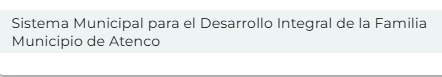 Sistema Municipal para el Desarrollo Integral de la Familia
Municipio de Atenco